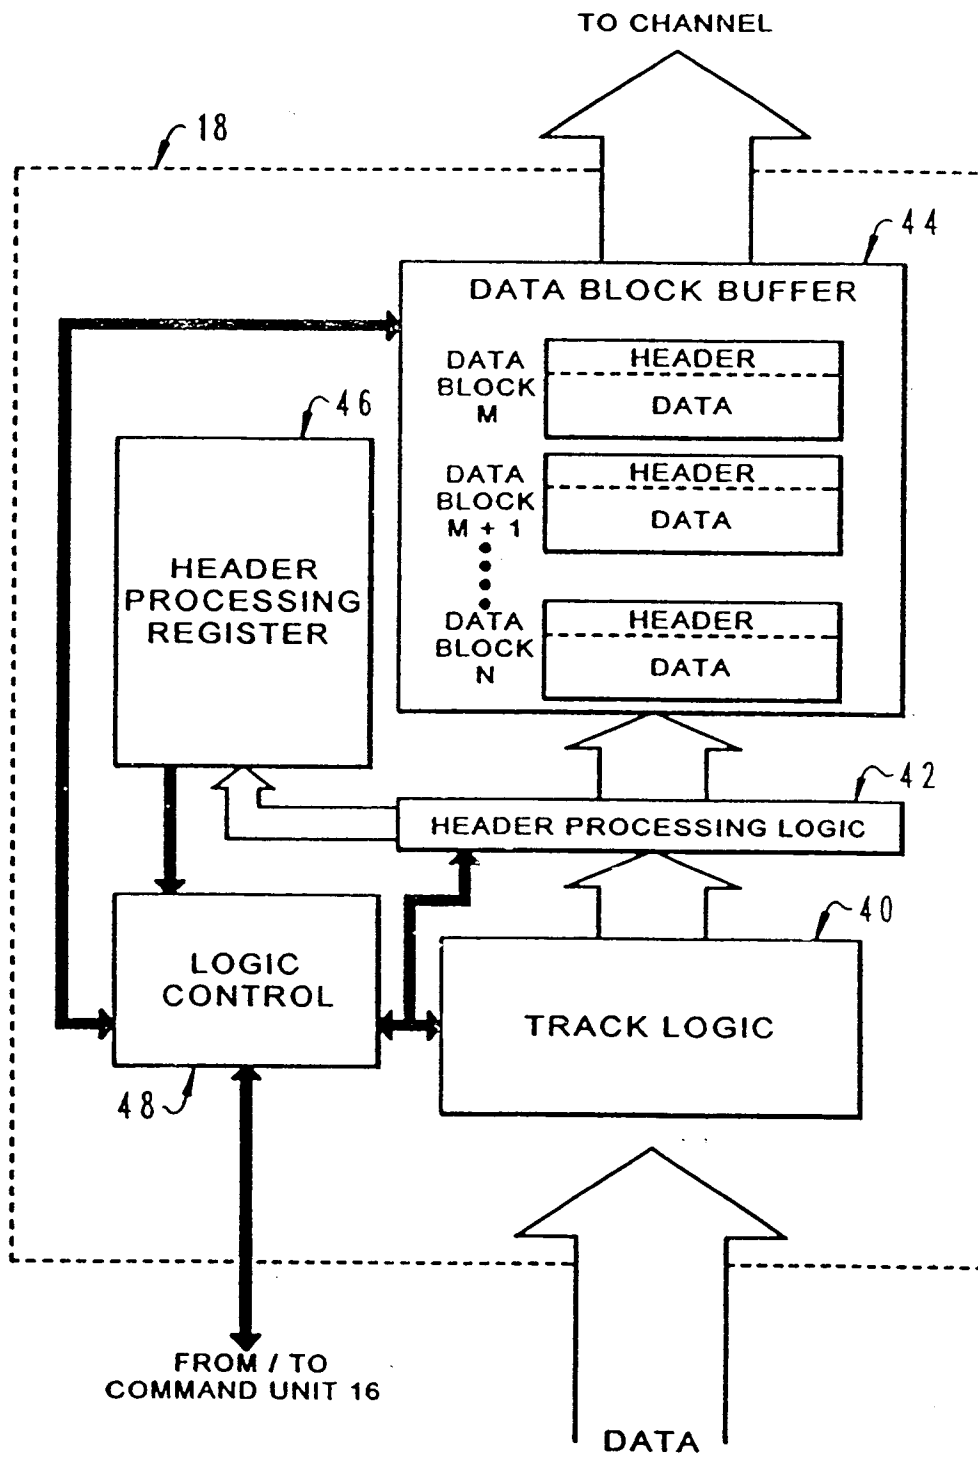 TO CHANNEL
18
44
DATA BLOCK BUFFER
DATA
BLOCK
M
HEADER
DATA
46
DATA
BLOCK
M + 1
HEADER
DATA
HEADER
PROCESSING
REGISTER
DATA
BLOCK
N
HEADER
DATA
42
HEADER PROCESSING LOGIC
40
LOGIC
CONTROL
TRACK LOGIC
48
FROM / TO
COMMAND UNIT 16
DATA